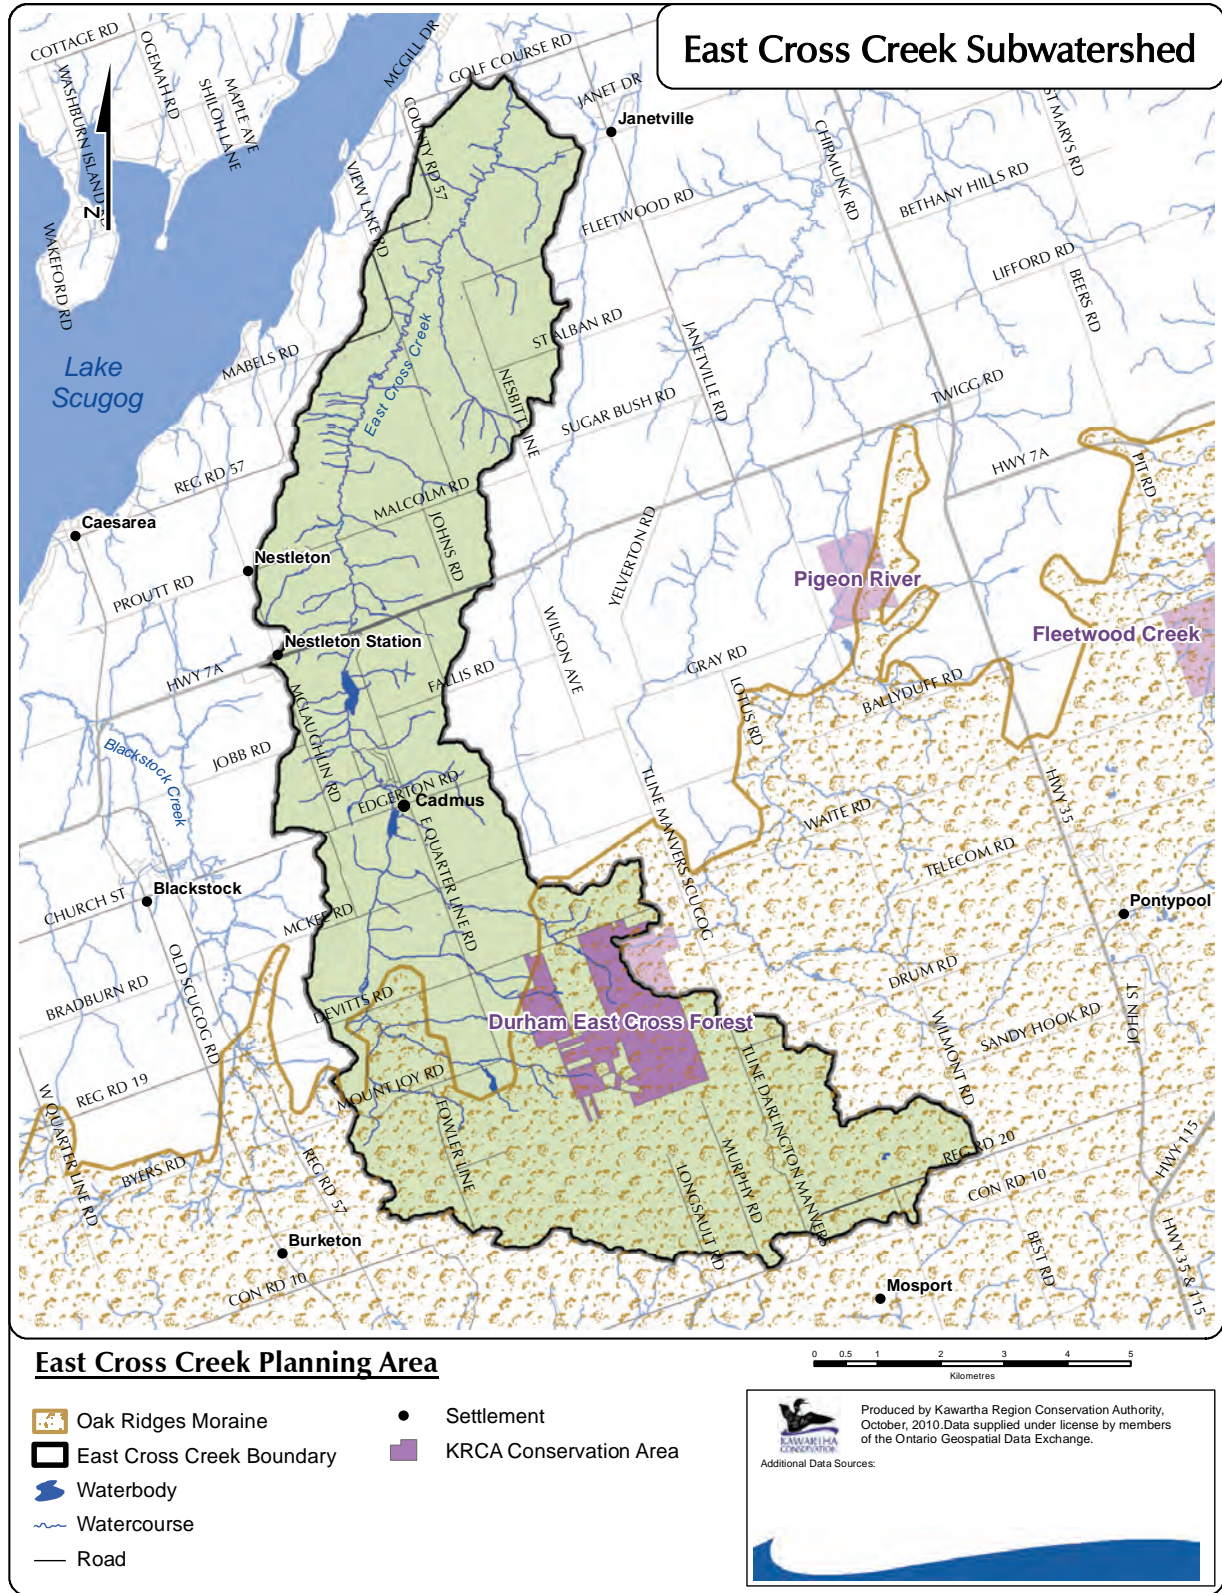 East Cross Creek Subwatershed
COTTAGE RD
OGEMAH RD
WASHBURN ISLAND RD
SHILOH LANE
MAPLE AVE
MCGILL DR
GOLF COURSE RD
JANET DR
Janetville
COUNTY RD 57
VIEW LAKE RD
CHIPMUNK RD
ST MARYS RD
BETHANY HILLS RD
FLEETWOOD RD
N
WAKEFORD RD
LIFFORD RD
BEERS RD
Lake
Scugog
MABELS RD
East Cross Creek
ST ALBAN RD
JANETVILLE RD
NESBITT LINE
SUGAR BUSH RD
TWIGG RD
HWY 7A
PIT RD
REG RD 57
MALCOLM RD
JOHNS RD
Caesarea
Nestleton
PROUTT RD
YELVERTON RD
Pigeon River
WILSON AVE
Fleetwood Creek
Nestleton Station
HWY 7A
FALLIS RD
GRAY RD
LOTUS RD
BALLYDUFF RD
MCLAUGHLIN RD
Blackstock Creek
JOBB RD
EDGERTON RD
Cadmus
TLINE MANVERS SCUGOG
HWY 35
WAITE RD
TELECOM RD
E QUARTER LINE RD
Blackstock
CHURCH ST
MCKEE RD
Pontypool
OLD SCUGOG RD
BRADBURN RD
DEVITTS RD
DRUM RD
Durham East Cross Forest
WILMONT RD
SANDY HOOK RD
JOHN ST
REG RD 19
MOUNT JOY RD
TLINE DARLINGTON MANVERS
W QUARTER LINE RD
FOWLER LINE
BYERS RD
REG RD 57
LONGSAULT RD
MURPHY RD
REG RD 20
CON RD 10
HWY 115
BEST RD
HWY 35 & 115
Burketon
CON RD 10
Mosport
East Cross Creek Planning Area
Oak Ridges Moraine
East Cross Creek Boundary
Waterbody
Watercourse
Road
Settlement
KRCA Conservation Area
0 0.5 1 2 3 4 5
Kilometres
KAWARTHA
CONSERVATION
Produced by Kawartha Region Conservation Authority,
October, 2010.Data supplied under license by members
of the Ontario Geospatial Data Exchange.
Additional Data Sources: